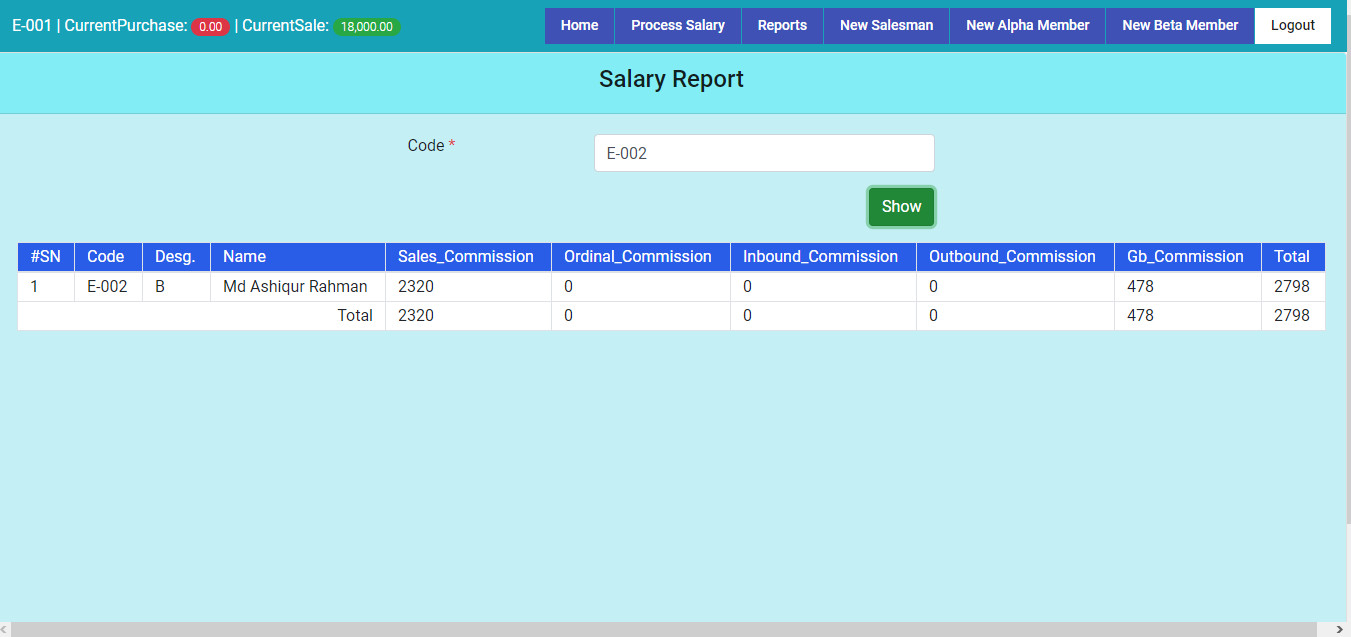 E-001 | CurrentPurchase: 0.00 | CurrentSale: 18,000.00 Home Process Salary Reports New Salesman New Alpha Member New Beta Member Logout
Salary Report
Code *
E-002
Show
#SN Code Desg. Name Sales_Commission Ordinal_Commission Inbound_Commission Outbound_Commission Gb_Commission Total
1 E-002 B Md Ashiqur Rahman 2320 0 0 0 478 2798
Total 2320 0 0 0 478 2798